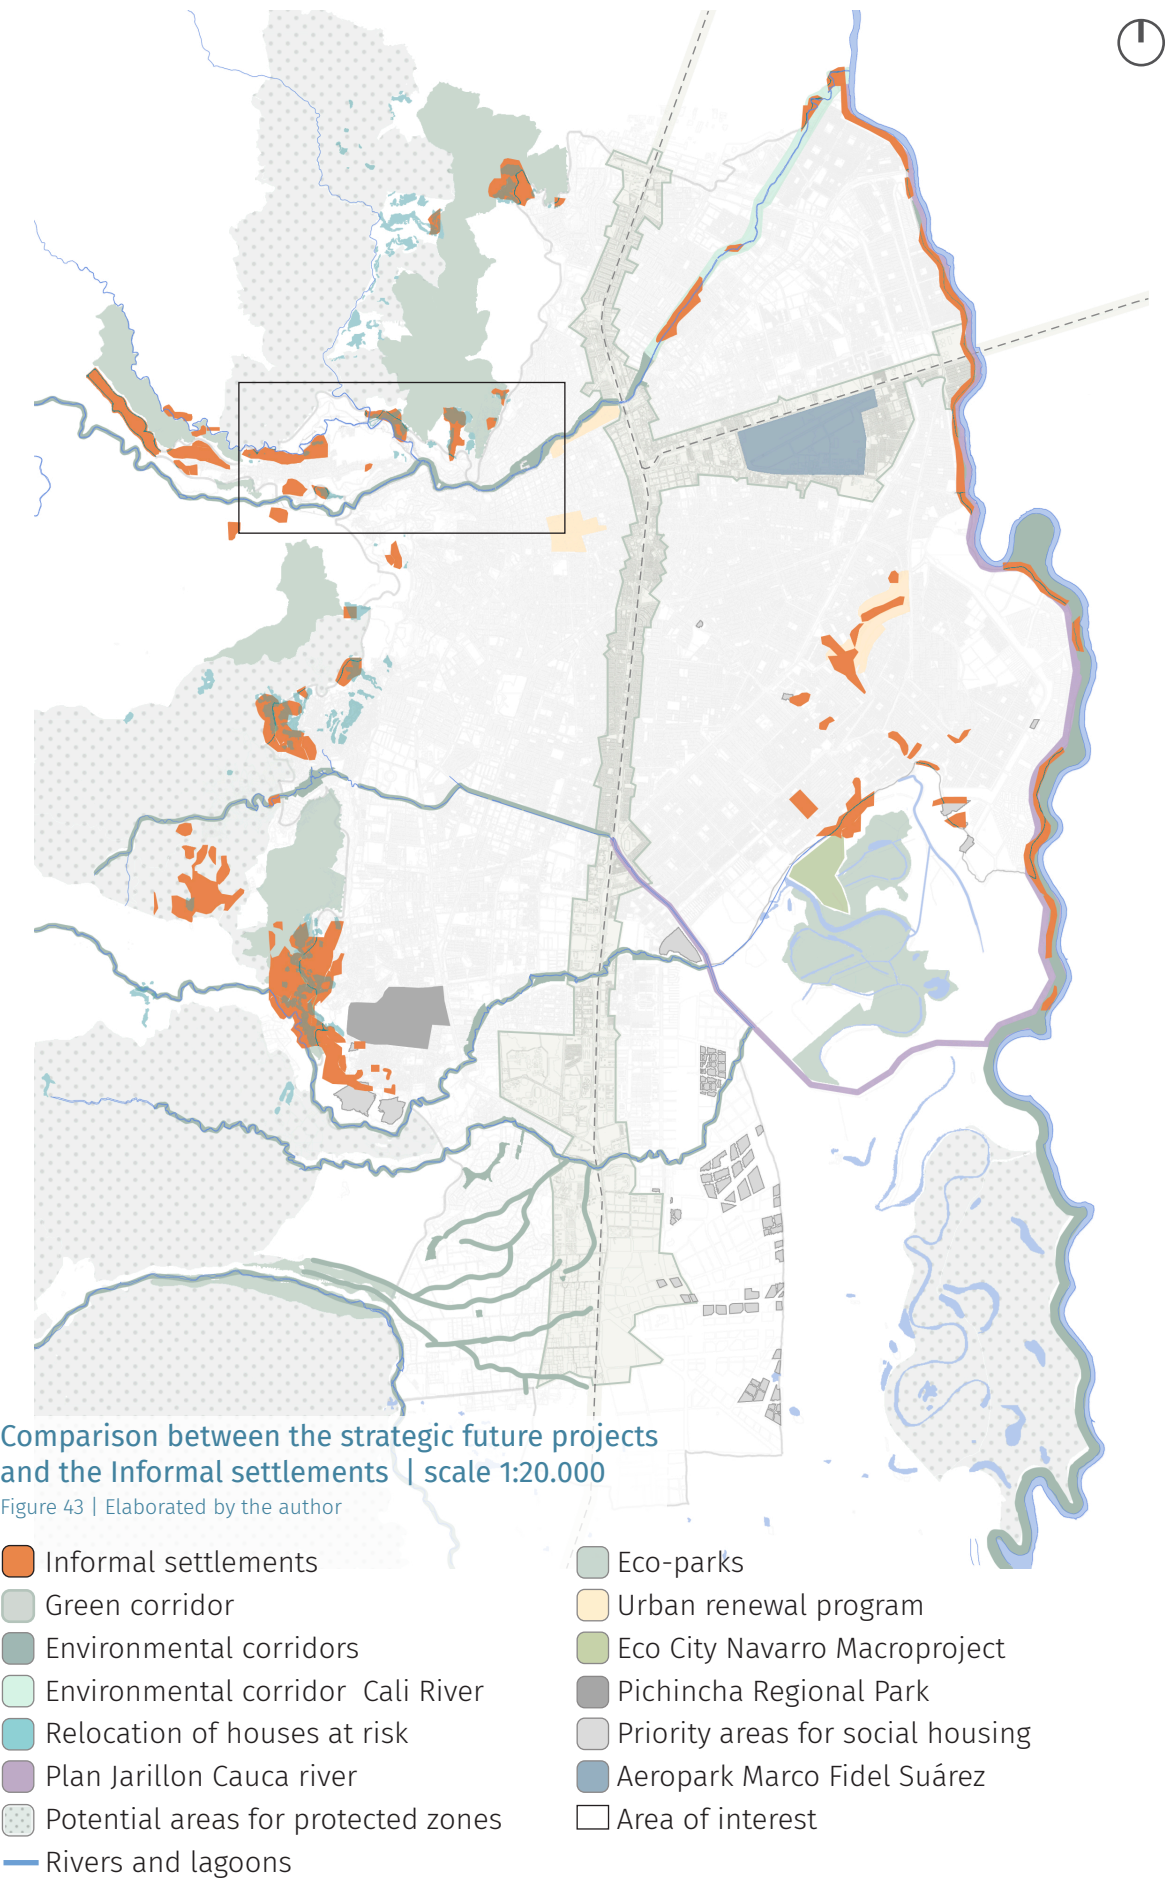 Comparison between the strategic future projects
and the Informal settlements | scale 1:20.000
Figure 43 | Elaborated by the author
Informal settlements
Green corridor
Environmental corridors
Environmental corridor Cali River
Relocation of houses at risk
Plan Jarillon Cauca river
Potential areas for protected zones
Rivers and lagoons
Eco-parks
Urban renewal program
Eco City Navarro Macroproject
Pichincha Regional Park
Priority areas for social housing
Aeropark Marco Fidel Suárez
Area of interest